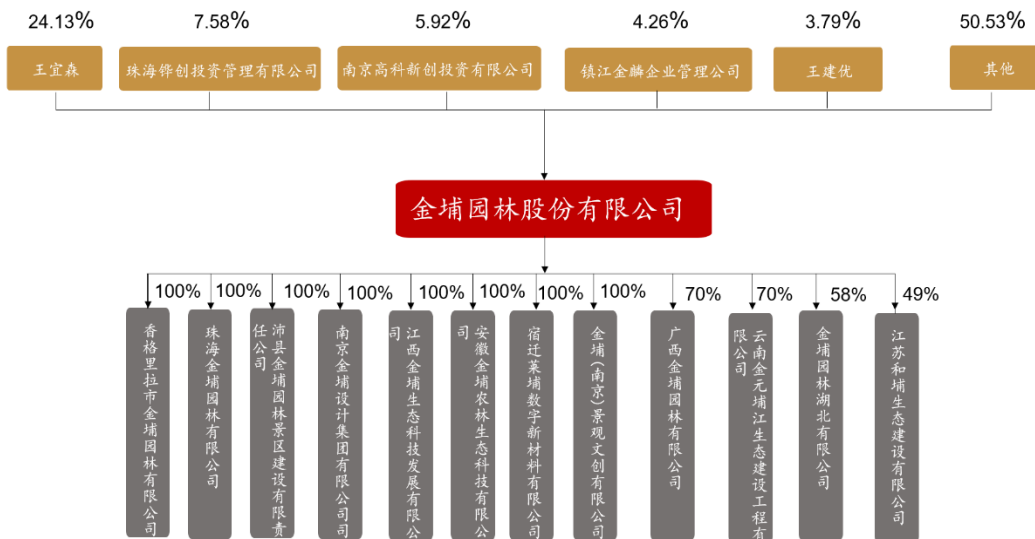 24.13%
7.58%
5.92%
4.26%
3.79%
50.53%
王宜森
珠海铧创投资管理有限公司
南京高科新创投资有限公司
镇江金麟企业管理公司
王建优
其他
金埔园林股份有限公司
100%
100%
100%
100%
100%
100%
100%
100%
70%
70%
58%
49%
香格里拉市金埔园林有限公司
珠海金埔园林有限公司
沛县金埔园林景区建设有限责
任公司
南京金埔设计集团有限公司司
江西金埔生态科技发展有限公
司
安徽金埔农林生态科技有限公
司
宿迁莱埔数字新材料有限公司
金埔(南京)景观文创有限公司
广西金埔园林有限公司
云南金元埔江生态建设工程有
限公司
金埔园林湖北有限公司
江苏和埔生态建设有限公司